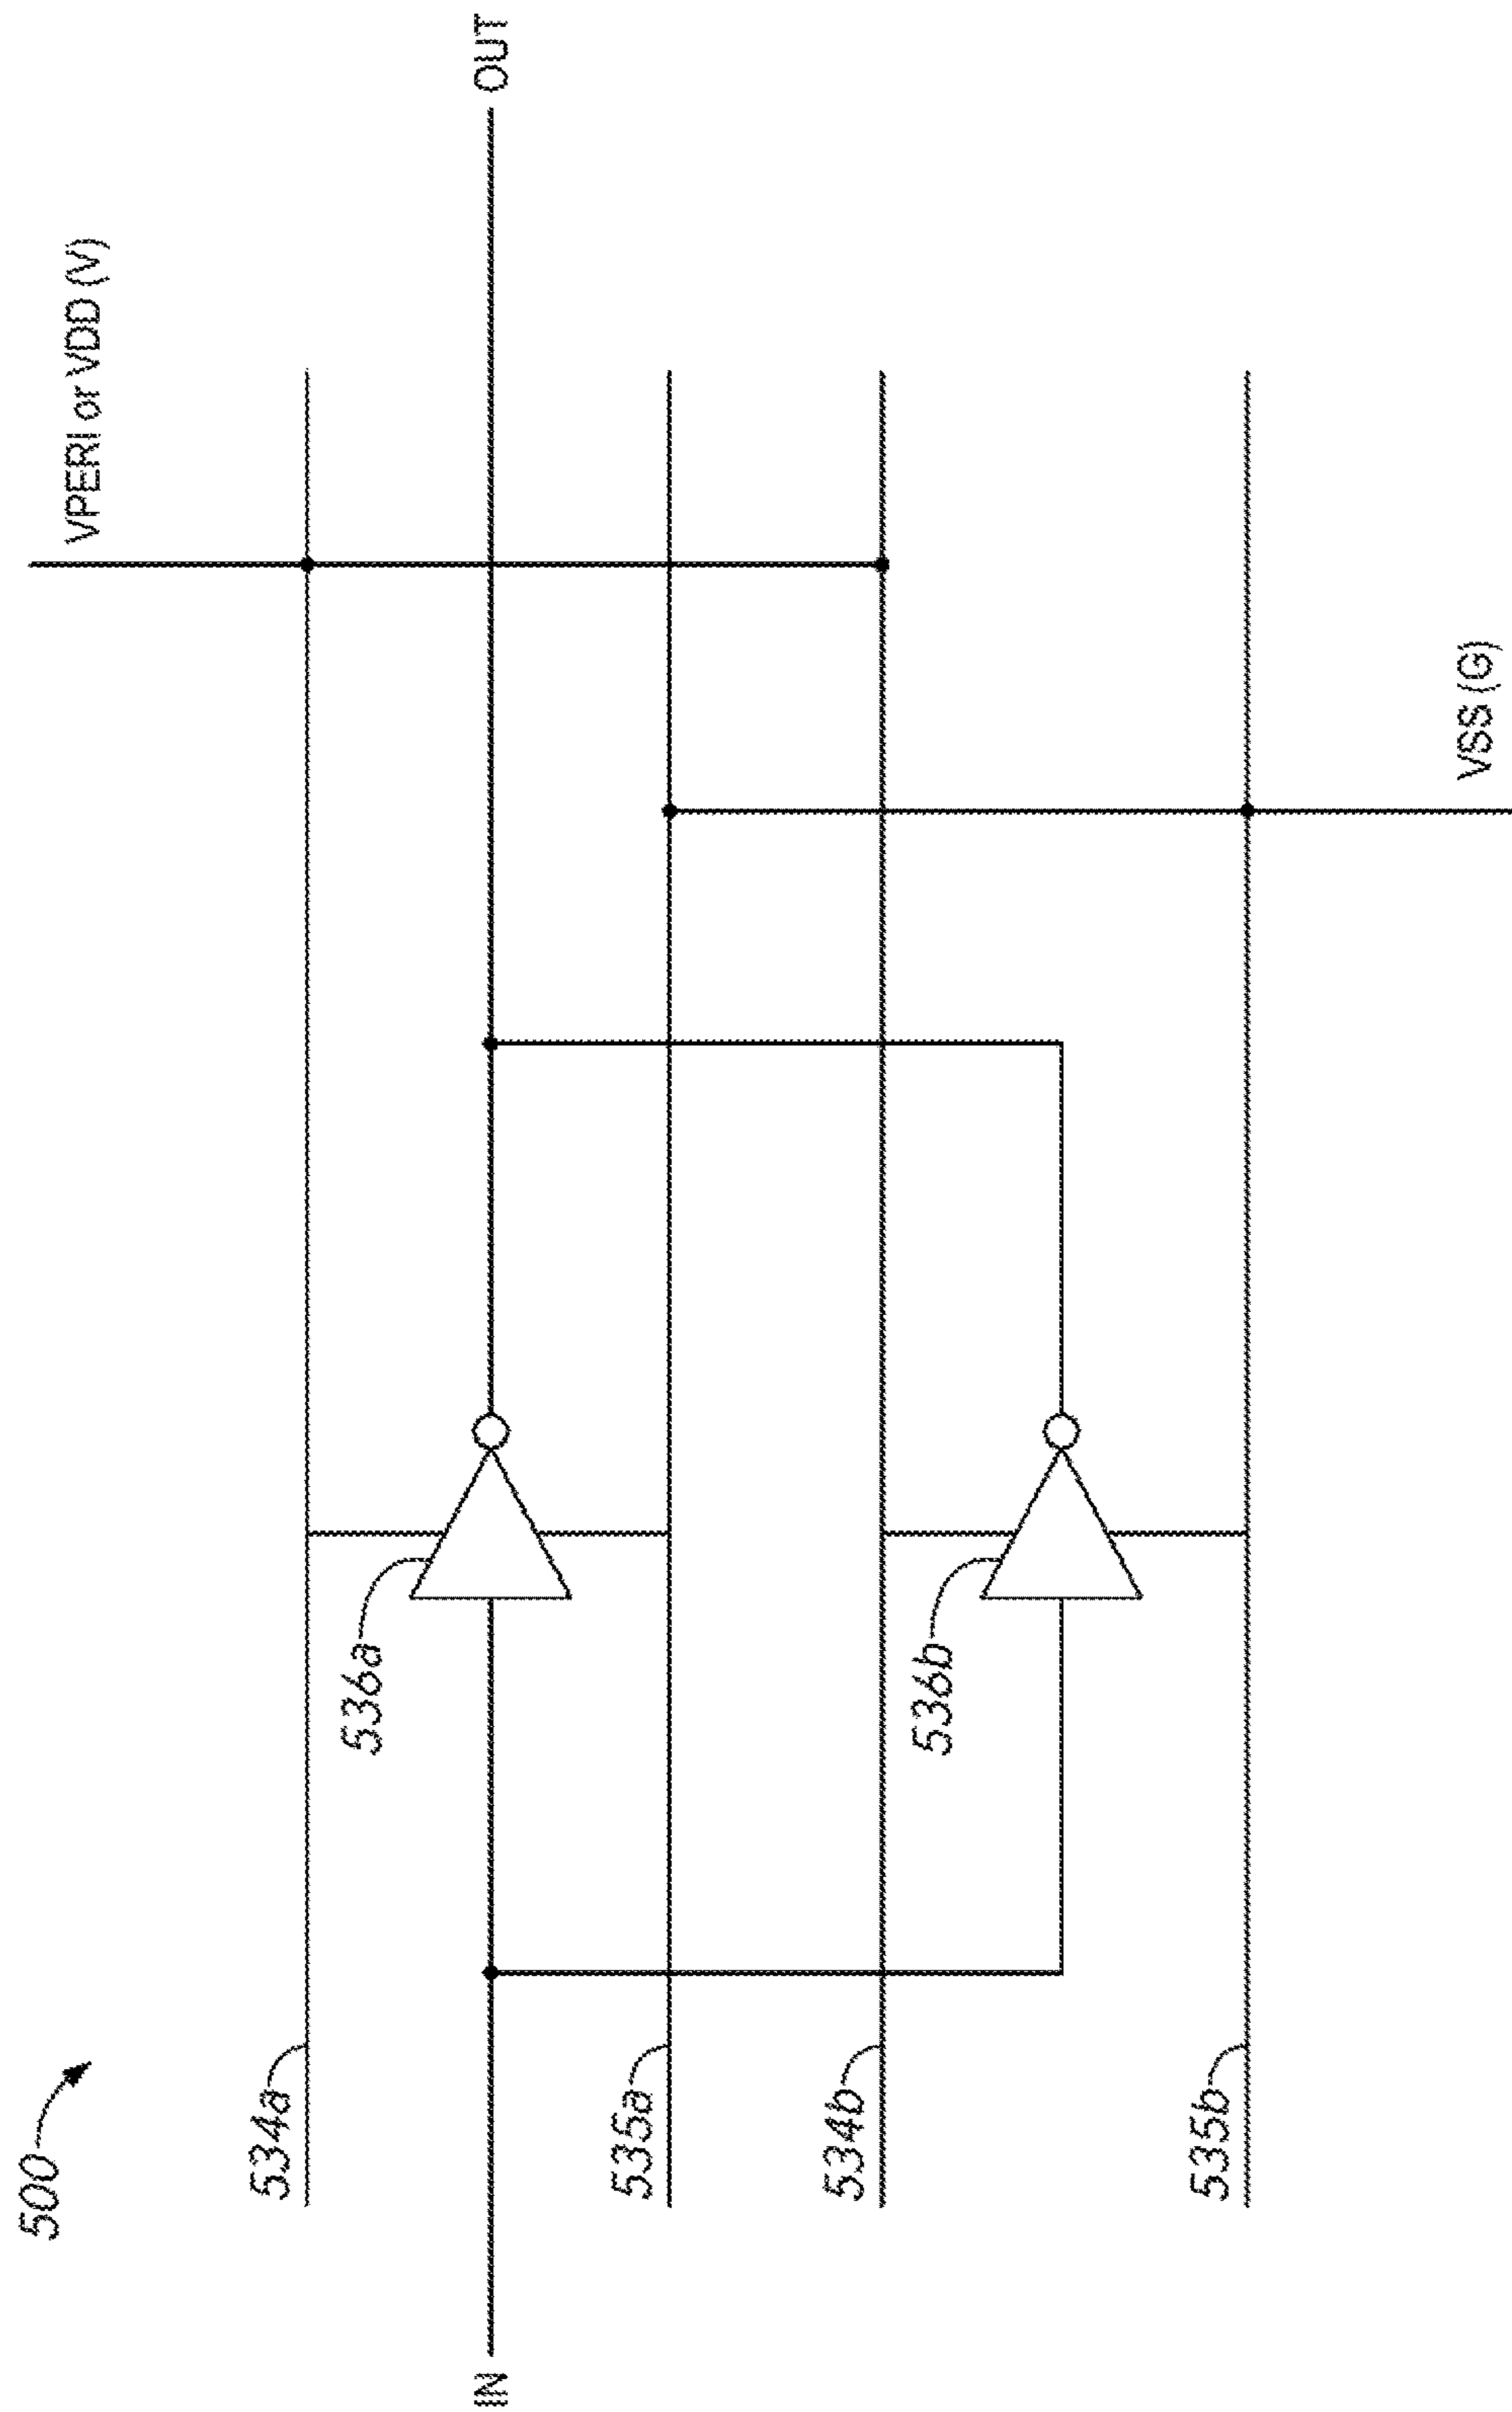 500
VPERI or VDD (V)
534a
536a
IN
OUT
535a
534b
536b
535b
VSS (G)